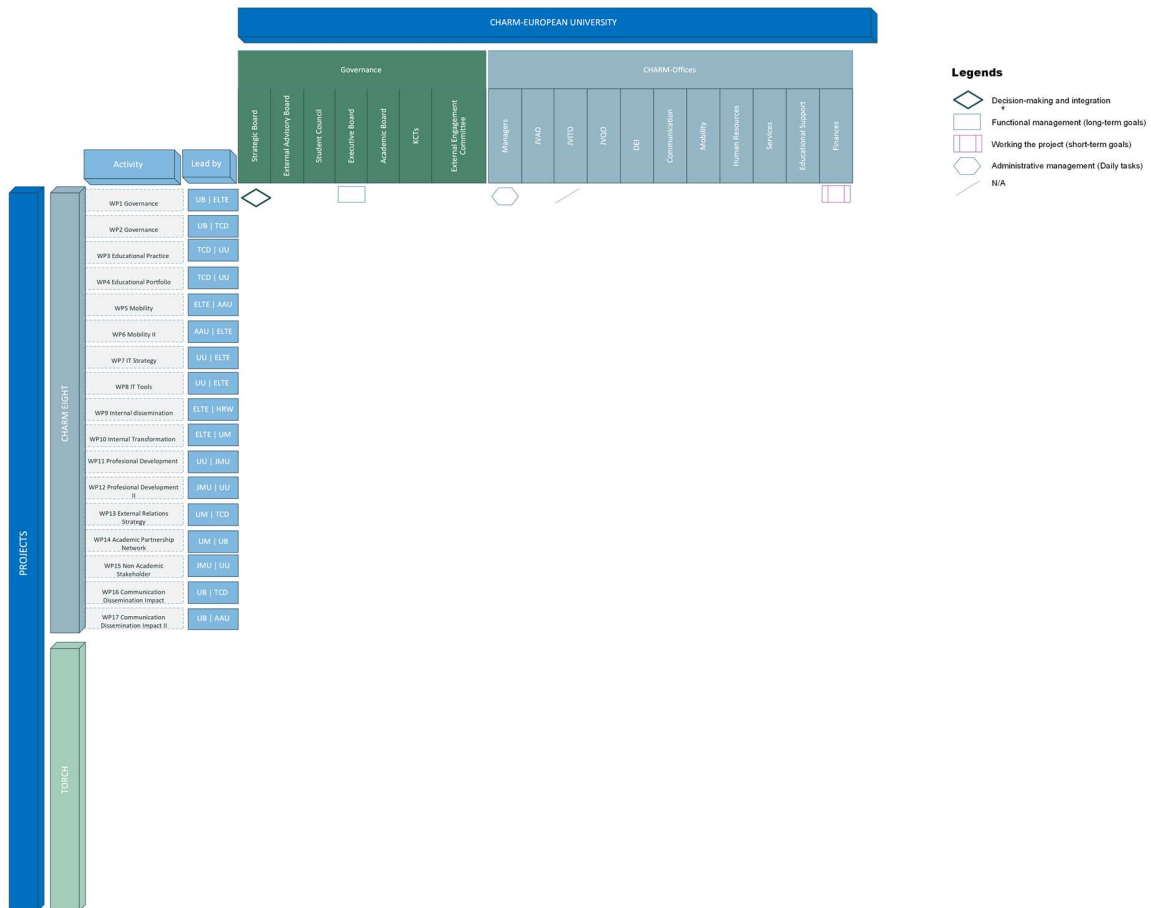 CHARM-EUROPEAN UNIVERSITY
Governance
CHARM-Offices
Strategic Board
External Advisory Board
Student Council
Executive Board
Academic Board
KCTs
External Engagement
Committee
Managers
JVAO
JVITO
JVQO
DEI
Communication
Mobility
Human Resources
Services
Educational Support
Finances
Legends
Decision-making and integration
Functional management (long-term goals)
Working the project (short-term goals)
Administrative management (Daily tasks)
N/A
Activity
Lead by
PROJECTS
CHARM EIGHT
WP1 Governance
UB | ELTE
WP2 Governance
UB | TCD
WP3 Educational Practice
TCD | UU
WP4 Educational Portfolio
TCD | UU
WP5 Mobility
ELTE | AAU
WP6 Mobility II
AAU | ELTE
WP7 IT Strategy
UU | ELTE
WP8 IT Tools
UU | ELTE
WP9 Internal dissemination
ELTE | HRW
WP10 Internal Transformation
ELTE | UM
WP11 Profesional Development
UU | JMU
WP12 Profesional Development
II
JMU | UU
WP13 External Relations
Strategy
UM | TCD
WP14 Academic Partnership
Network
UM | UB
WP15 Non Academic
Stakeholder
JMU | UU
WP16 Communication
Dissemination Impact
UB | TCD
WP17 Communication
Dissemination Impact II
UB | AAU
TORCH